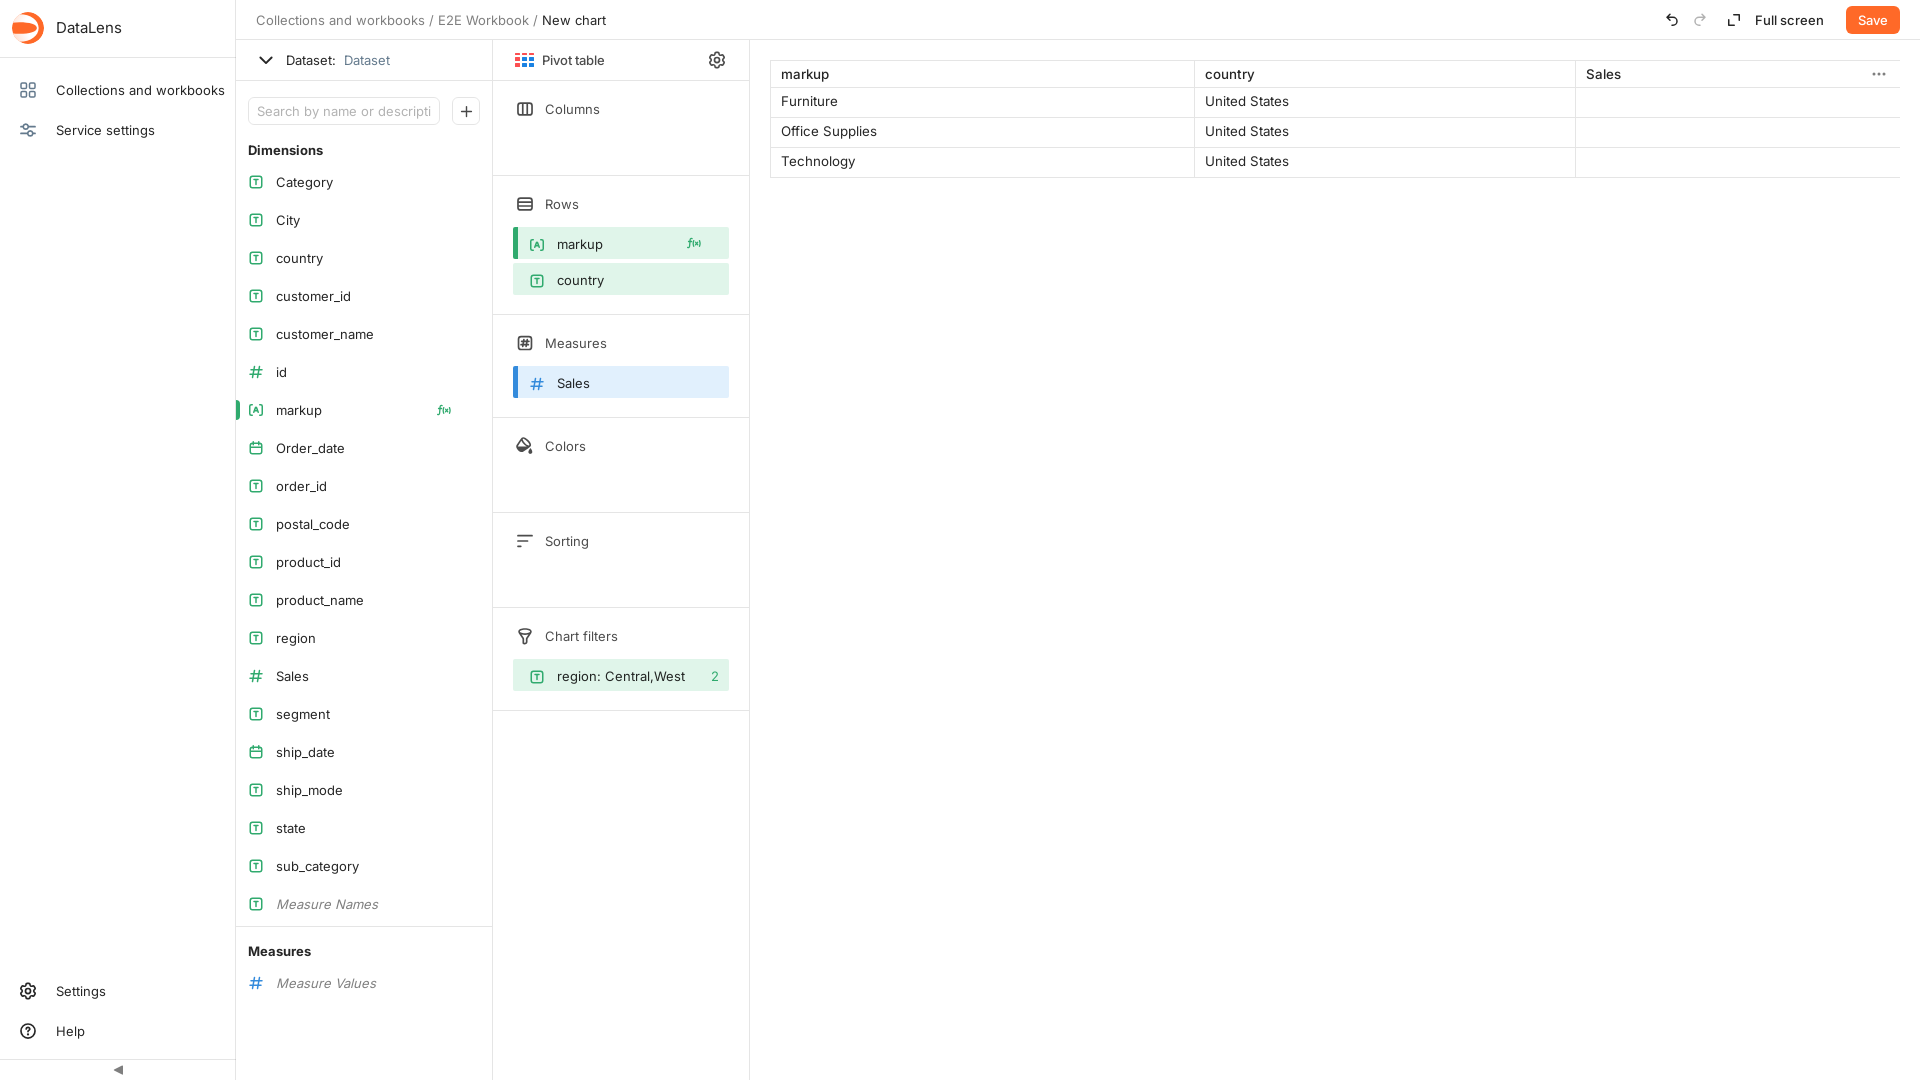 DataLens
Collections and workbooks
Service settings
Settings
Help
Collections and workbooks / E2E Workbook / New chart
Full screen
Save
Dataset: Dataset
Search by name or descripti
Dimensions
Category
City
country
customer_id
customer_name
id
markup
Order_date
order_id
postal_code
product_id
product_name
region
Sales
segment
ship_date
ship_mode
state
sub_category
Measure Names
Measures
Measure Values
Pivot table
Columns
Rows
markup
country
Measures
Sales
Colors
Sorting
Chart filters
region: Central,West 2
markup country Sales
Furniture United States
Office Supplies United States
Technology United States